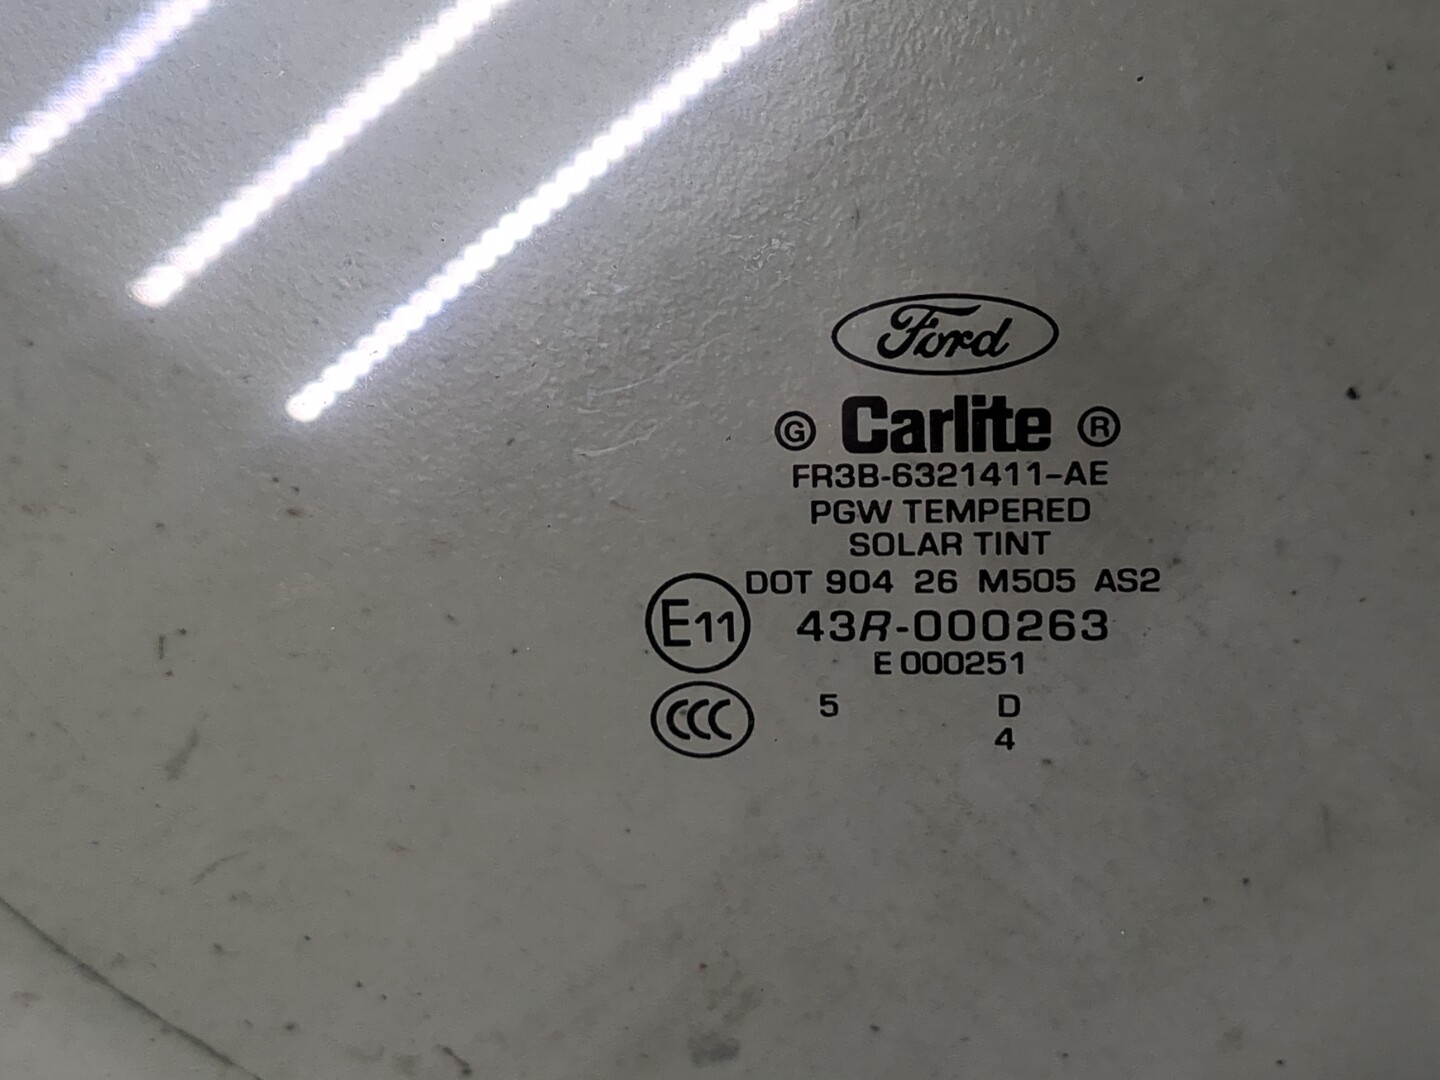 Ford
G Carlite R
FR3B-6321411-AE
PGW TEMPERED
SOLAR TINT
DOT 904 26 M505 AS2
E11 43R-000263
E 000251
CCC 5 D
4